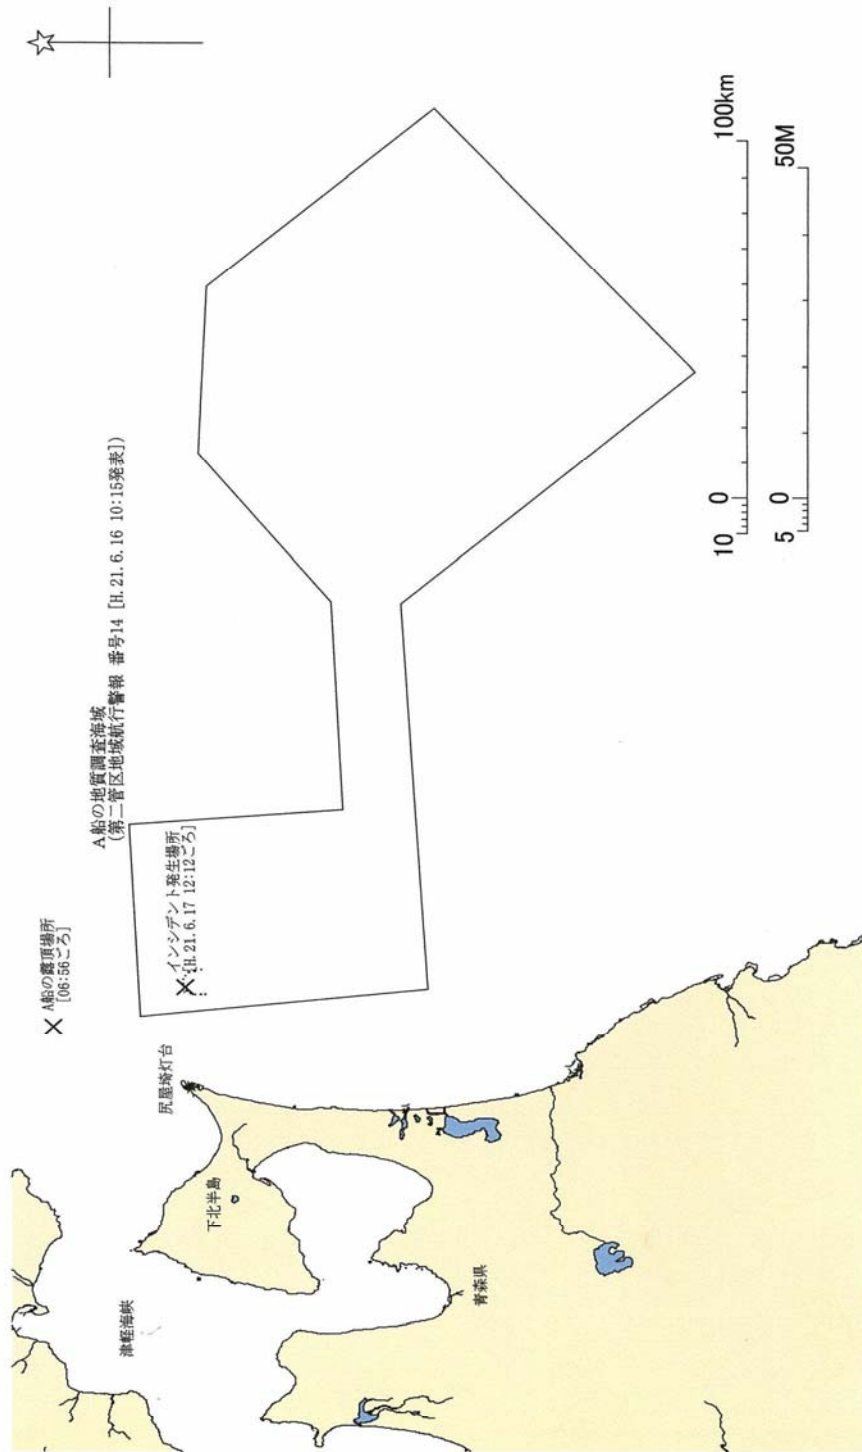 A船の露頂場所
[06:56ごろ]
A船の地質調査海域
(第二管区地域航行警報 番号14 [H.21.6.16 10:15発表])
インシデント発生場所
[H.21.6.17 12:12ごろ]
尻屋埼灯台
下北半島
津軽海峡
青森県
10 0 100km
5 0 50M